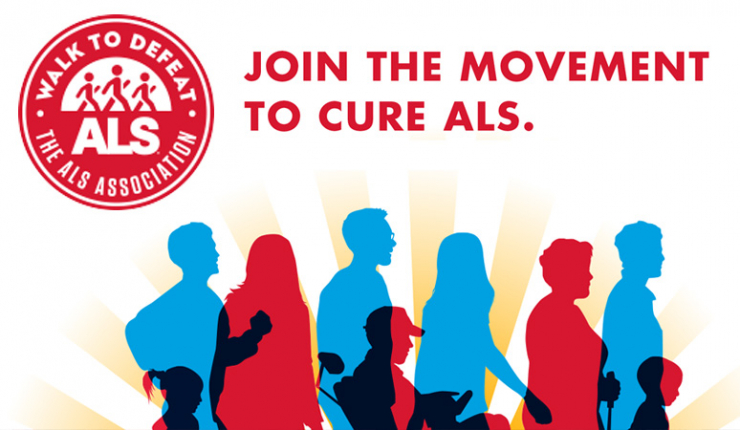 WALK TO DEFEAT
ALS
THE ALS ASSOCIATION
JOIN THE MOVEMENT
TO CURE ALS.